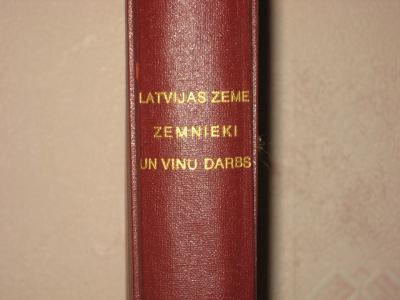 LATVIJAS ZEME
ZEMNIEKI
UN VIŅU DARBS